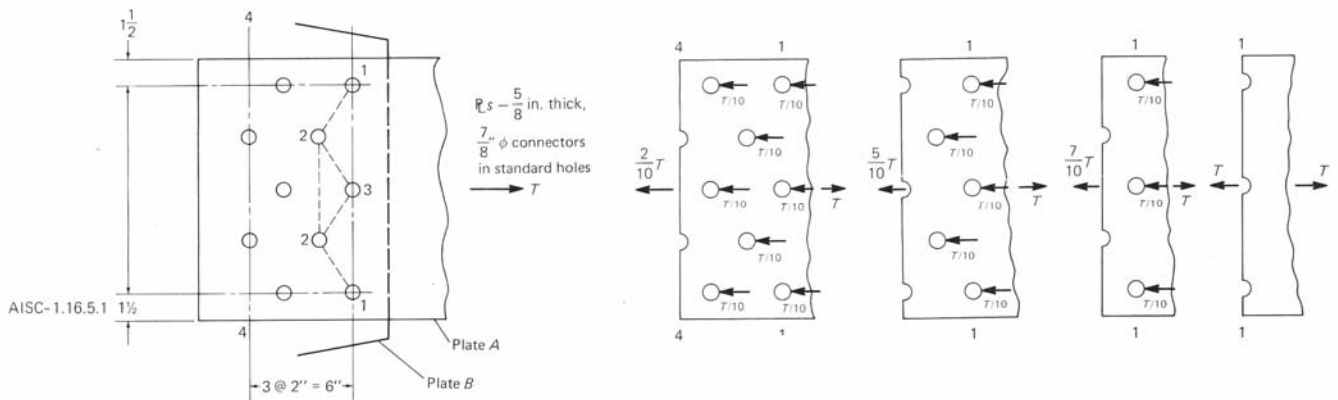 1 1/2
4
1
2
3
2
1
4
AISC-1.16.5.1 1½
3 @ 2" = 6"
Plate A
Plate B
℄s – 5/8 in. thick,
7/8" φ connectors
in standard holes
T
4 1
T/10 T/10
T/10
2/10 T
T/10 T/10 T
T/10
T/10 T/10
4 1
1
T/10
T/10
5/10 T
T/10 T
T/10
T/10
1
1
T/10
7/10 T
T/10 T
T/10
1
1
T T
1